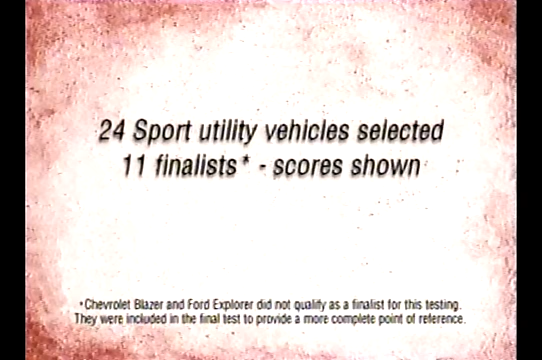 24 Sport utility vehicles selected
11 finalists* - scores shown
*Chevrolet Blazer and Ford Explorer did not qualify as a finalist for this testing.
They were included in the final test to provide a more complete point of reference.